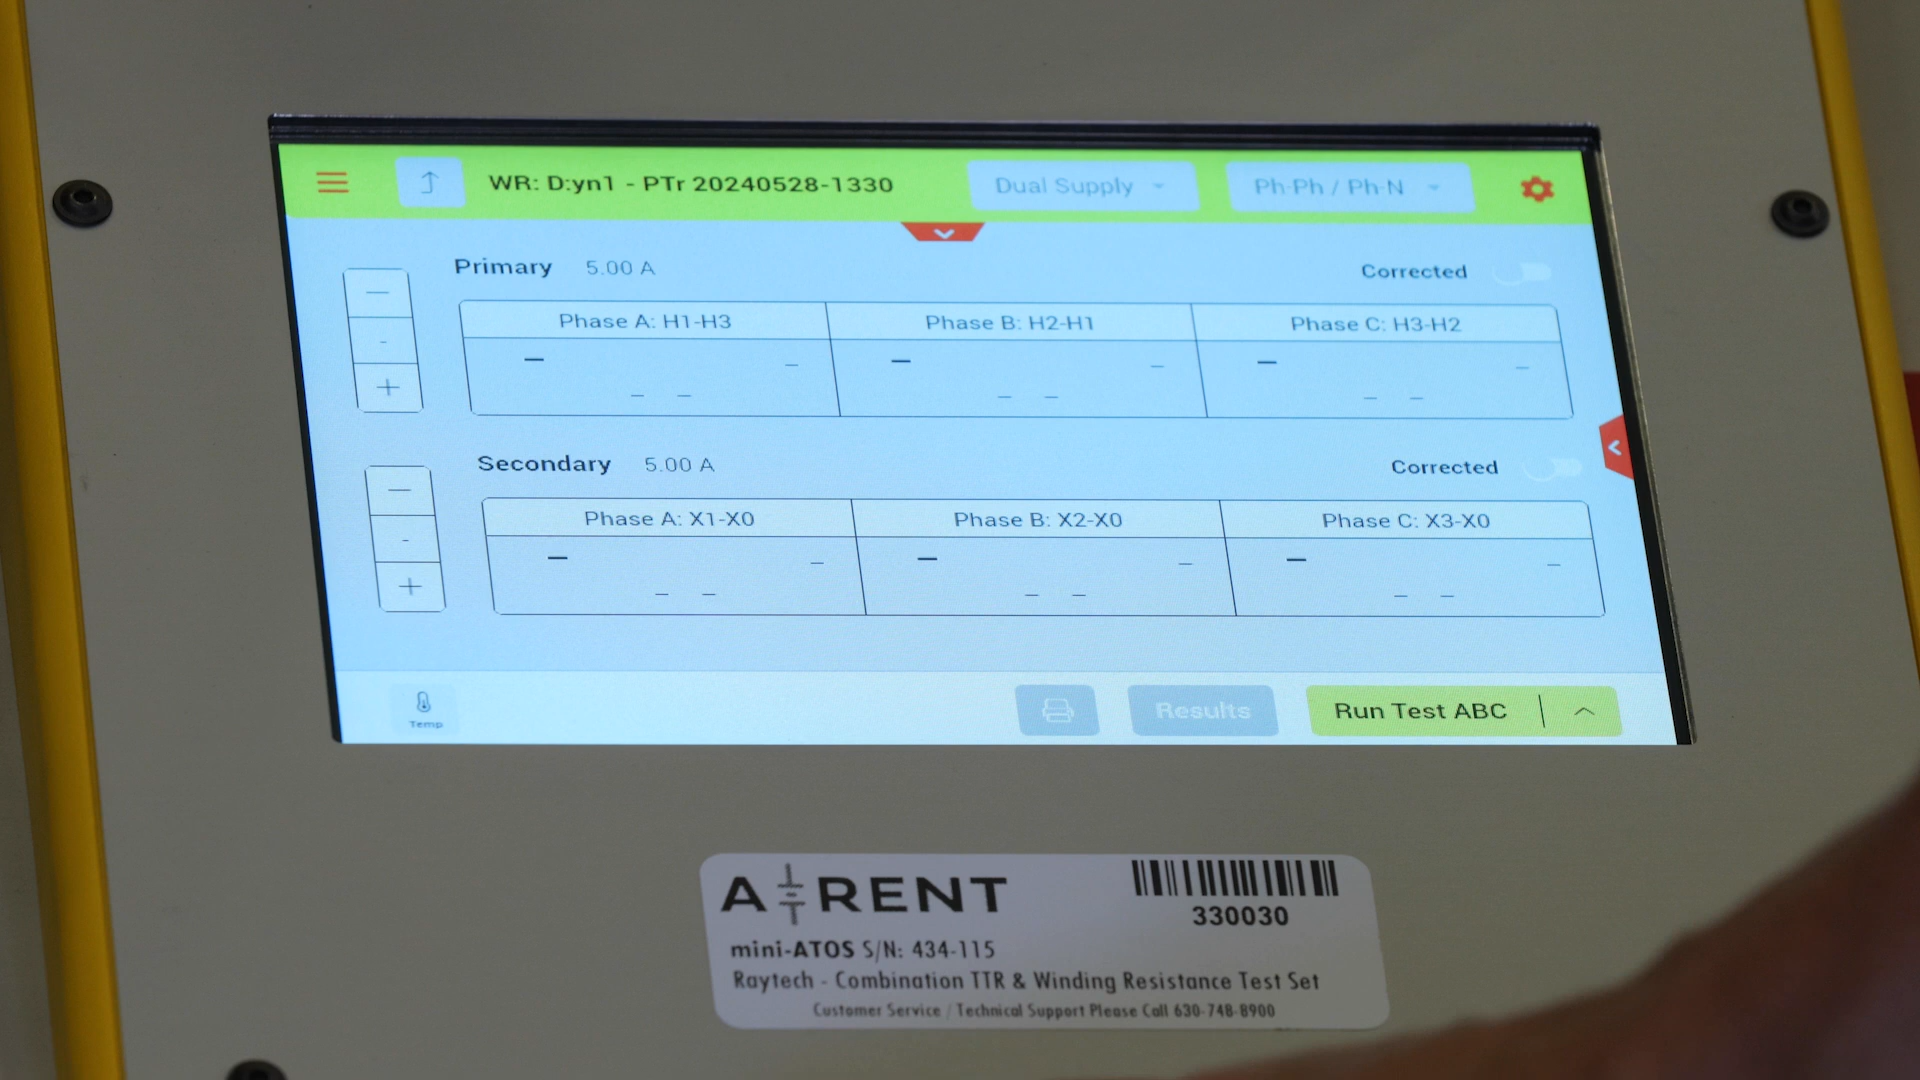 WR: D:yn1 - PTr 20240528-1330 Dual Supply Ph-Ph / Ph-N
Primary 5.00 A Corrected
Phase A: H1-H3 Phase B: H2-H1 Phase C: H3-H2
Secondary 5.00 A Corrected
Phase A: X1-X0 Phase B: X2-X0 Phase C: X3-X0
Temp Results Run Test ABC
A RENT
330030
mini-ATOS S/N: 434-115
Raytech - Combination TTR & Winding Resistance Test Set
Customer Service / Technical Support Please Call 630-748-8900